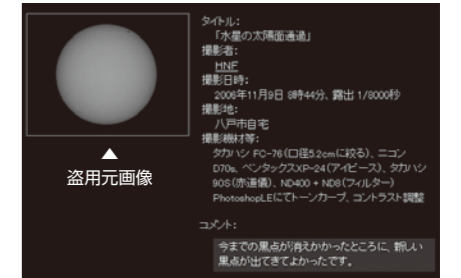 タイトル:
「水星の太陽面通過」
撮影者:
HNF
撮影日時:
2006年11月9日 8時44分、露出 1/8000秒
撮影地:
八戸市自宅
撮影機材等:
タカハシ FC-76(口径5.2cmに絞る)、ニコン
D70s、ペンタックスXP-24(アイピース)、タカハシ
90S(赤道儀)、ND400 + ND8(フィルター)
PhotoshopLEにてトーンカーブ、コントラスト調整
▲
盗用元画像
コメント:
今までの黒点が消えかかったところに、新しい
黒点が出てきてよかったです。